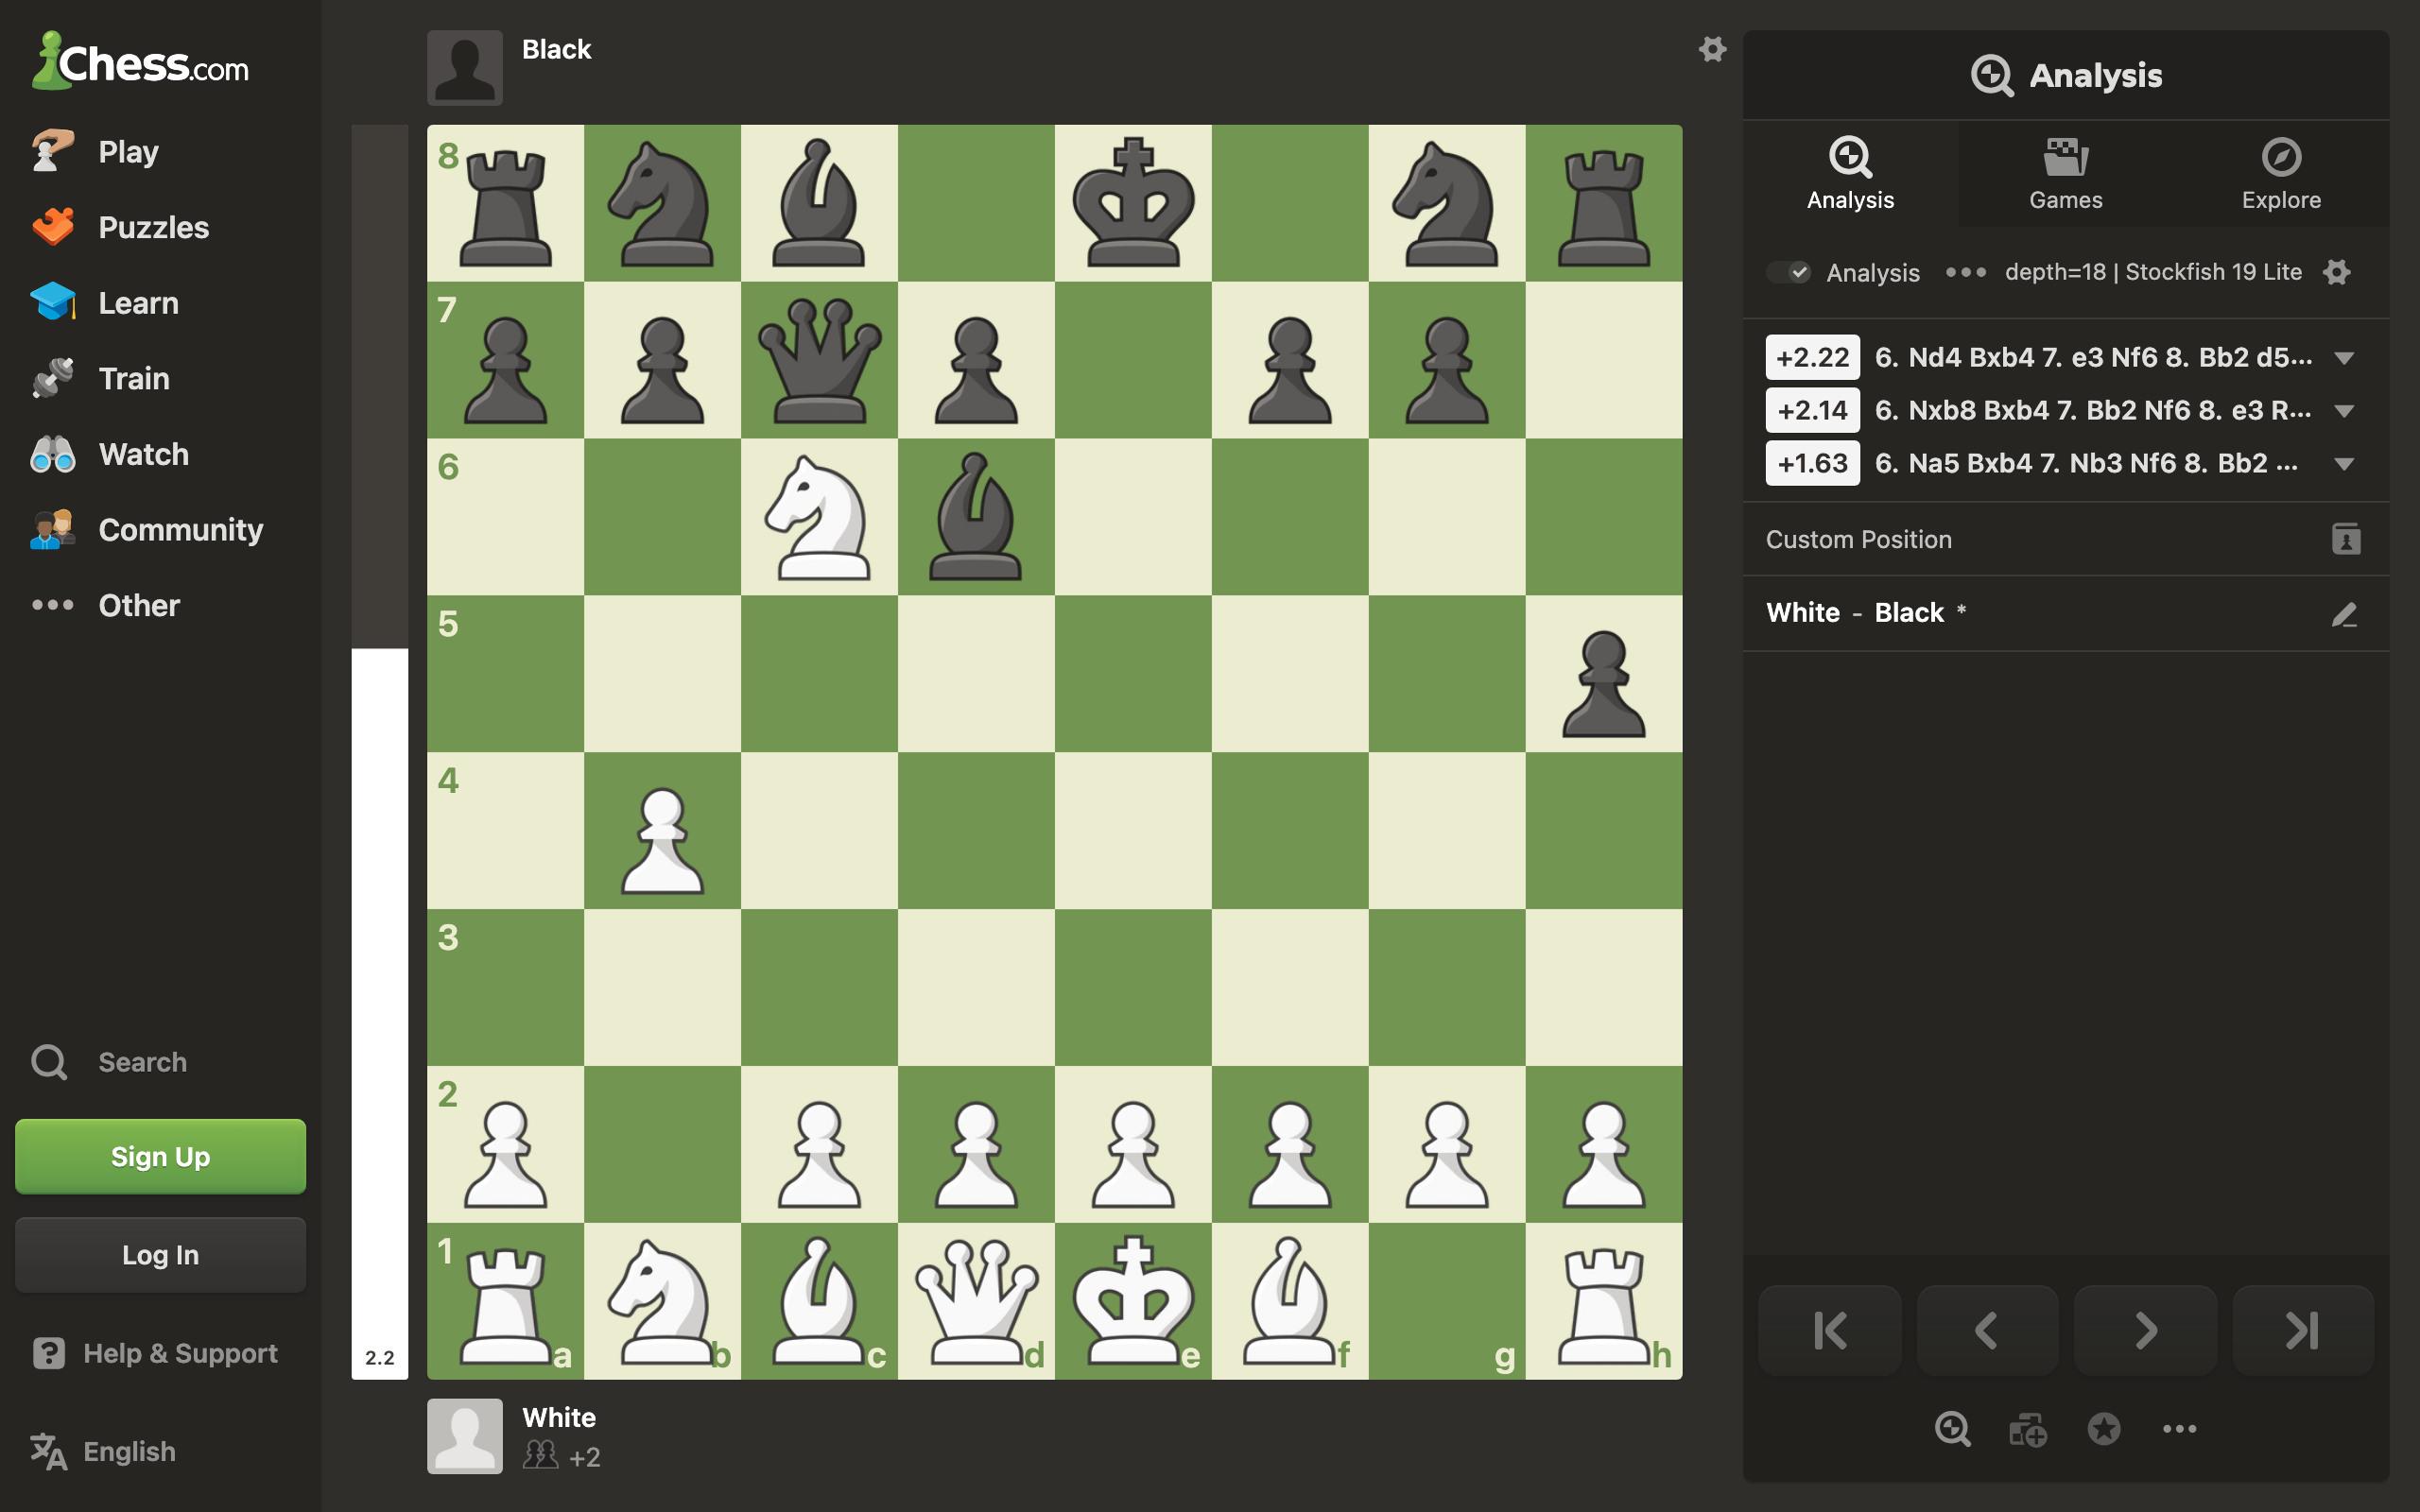 Chess.com
Play
Puzzles
Learn
Train
Watch
Community
Other
Search
Sign Up
Log In
Help & Support
English
Black
8
7
6
5
4
3
2
1
a
b
c
d
e
f
g
h
2.2
White
+2
Analysis
Analysis
Games
Explore
Analysis
depth=18 | Stockfish 19 Lite
+2.22 6. Nd4 Bxb4 7. e3 Nf6 8. Bb2 d5...
+2.14 6. Nxb8 Bxb4 7. Bb2 Nf6 8. e3 R...
+1.63 6. Na5 Bxb4 7. Nb3 Nf6 8. Bb2 ...
Custom Position
White - Black *